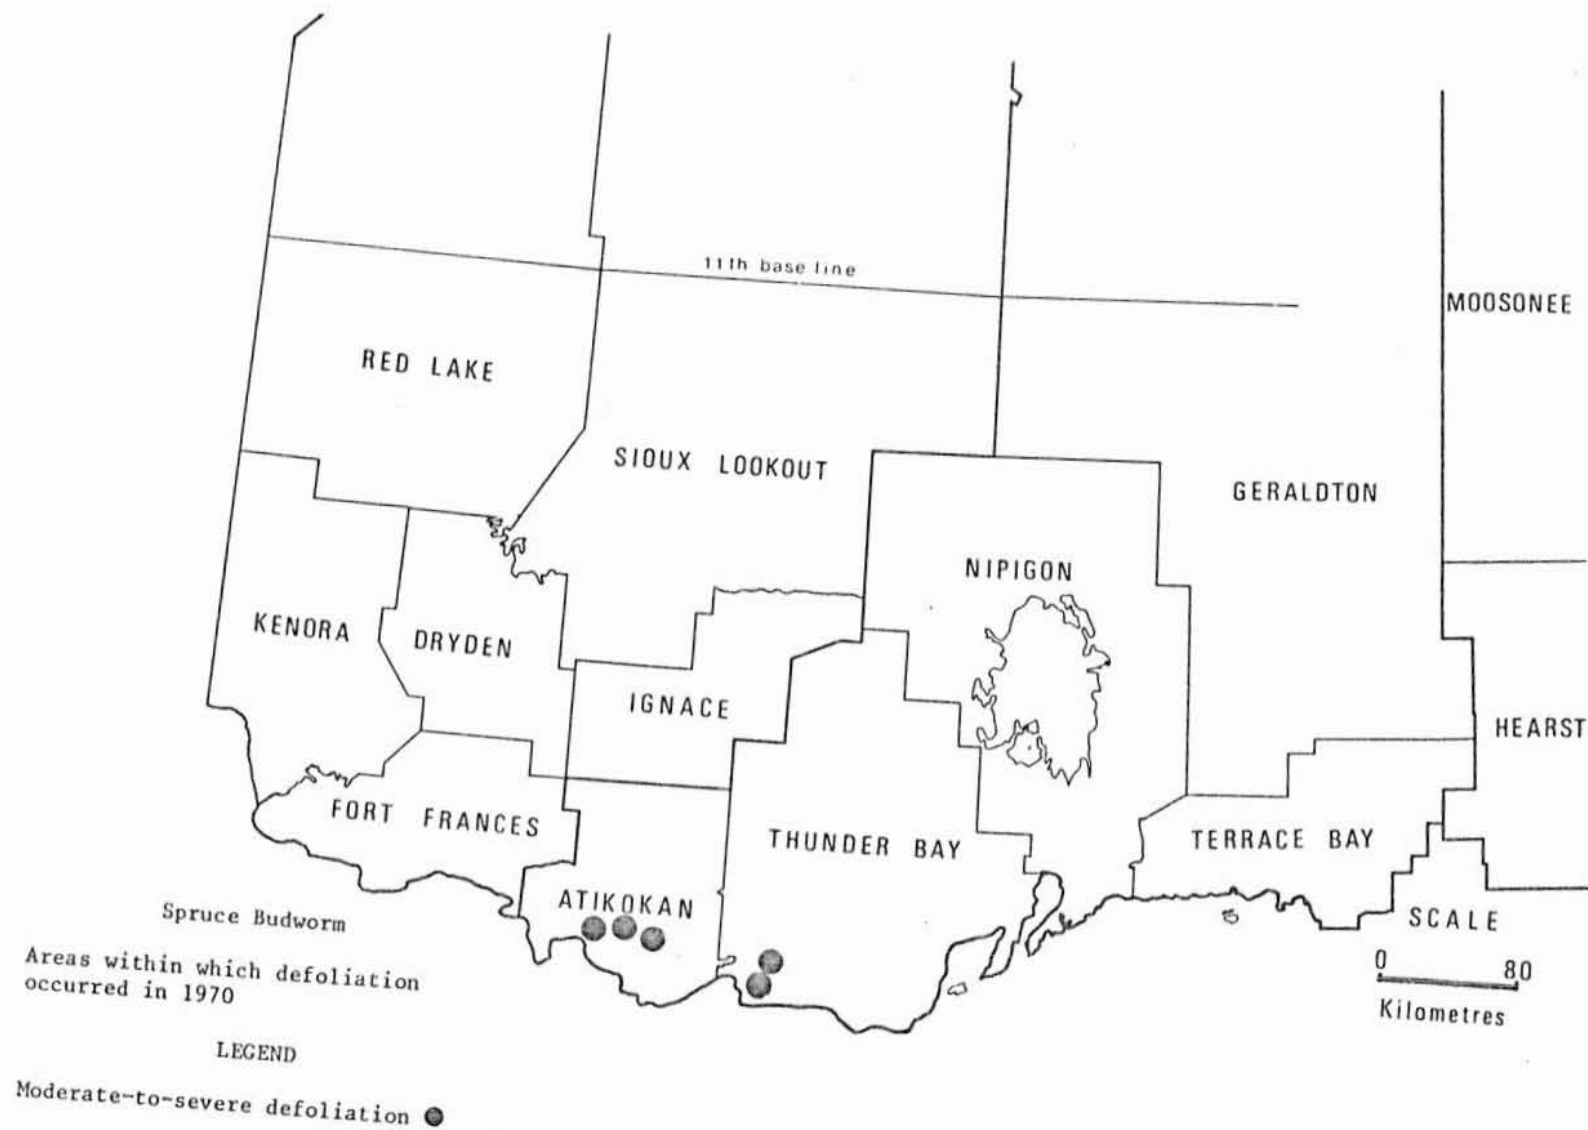 11th base line
MOOSONEE
RED LAKE
SIOUX LOOKOUT
GERALDTON
NIPIGON
KENORA
DRYDEN
IGNACE
HEARST
FORT FRANCES
THUNDER BAY
TERRACE BAY
ATIKOKAN
SCALE
0 80
Kilometres
Spruce Budworm
Areas within which defoliation
occurred in 1970
LEGEND
Moderate-to-severe defoliation